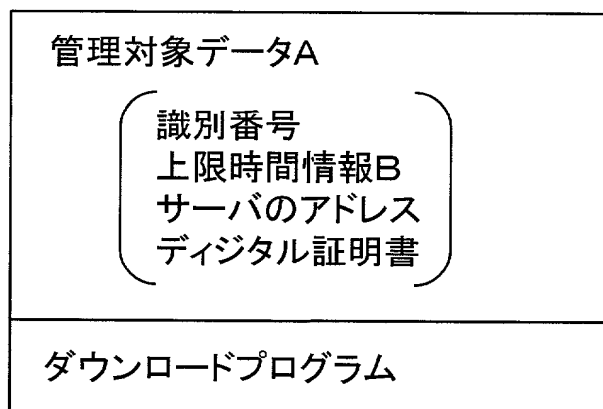 管理対象データA
識別番号
上限時間情報B
サーバのアドレス
ディジタル証明書
ダウンロードプログラム